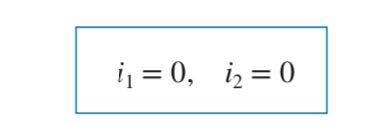 i₁ = 0, i₂ = 0